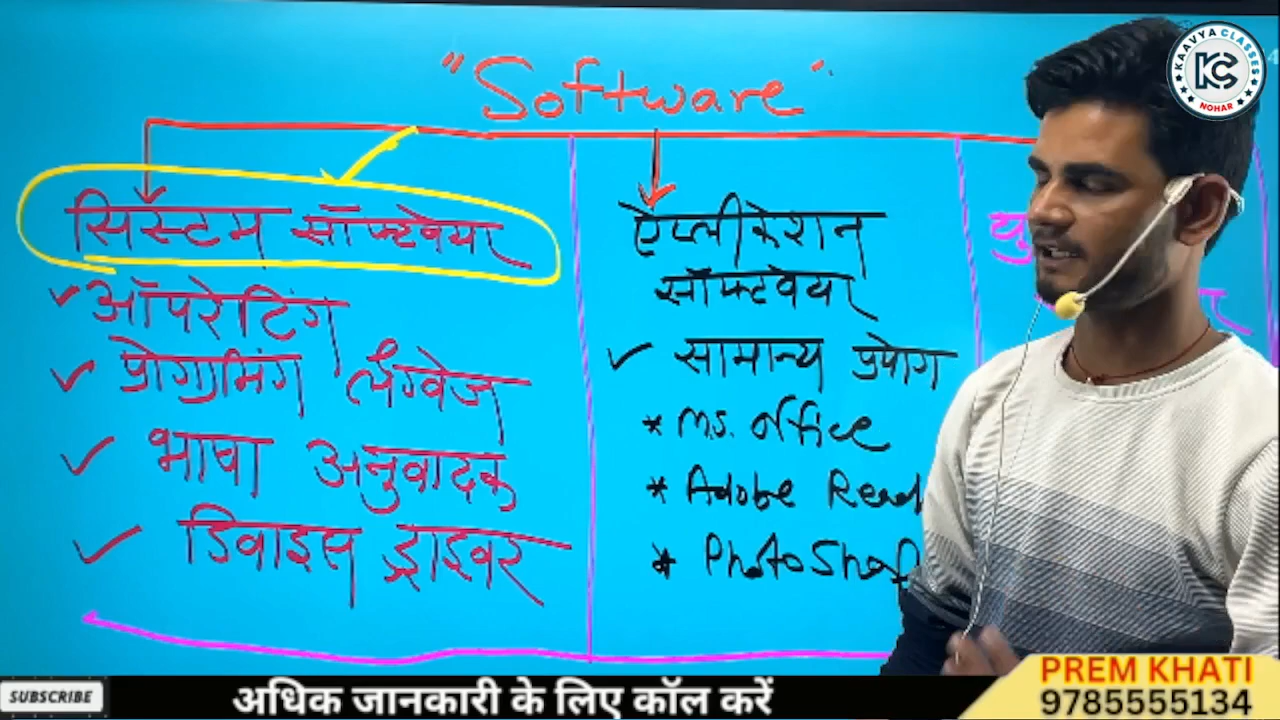 "Software"
सिस्टम सॉफ्टवेयर
✓ ऑपरेटिंग
✓ प्रोग्रामिंग लैंग्वेज
✓ भाषा अनुवादक
✓ डिवाइस ड्राइवर
ऐप्लीकेशन
सॉफ्टवेयर
✓ सामान्य प्रयोग
* M.S. Office
* Adobe Read
* PhotoShop
KAAVYA CLASSES
KC
NOHAR
SUBSCRIBE
अधिक जानकारी के लिए कॉल करें
PREM KHATI
9785555134